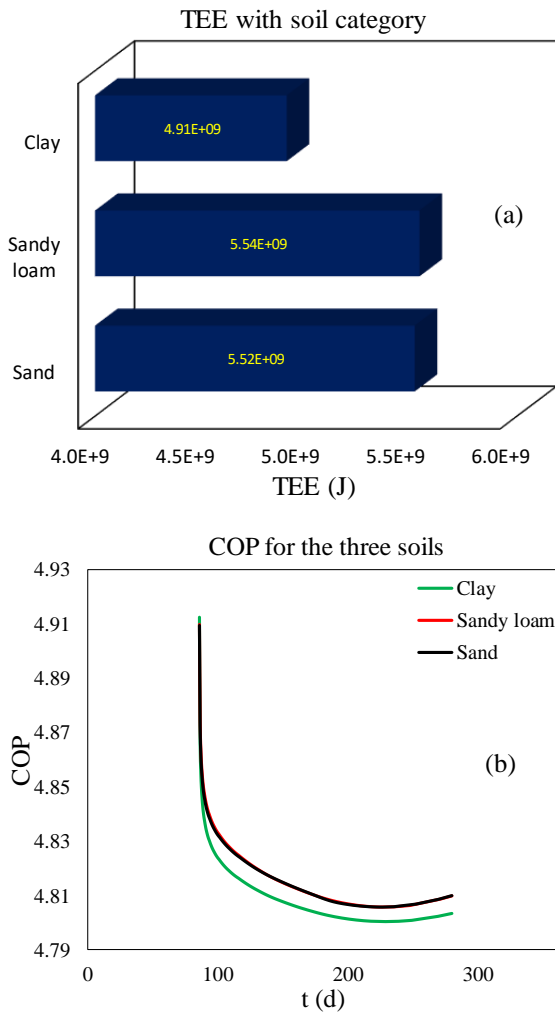 TEE with soil category
Clay
4.91E+09
(a)
Sandy
loam
5.54E+09
Sand
5.52E+09
4.0E+9 4.5E+9 5.0E+9 5.5E+9 6.0E+9
TEE (J)
COP for the three soils
4.93
4.91
4.89
4.87
4.85
4.83
4.81
4.79
COP
Clay
Sandy loam
Sand
(b)
0 100 200 300
t (d)